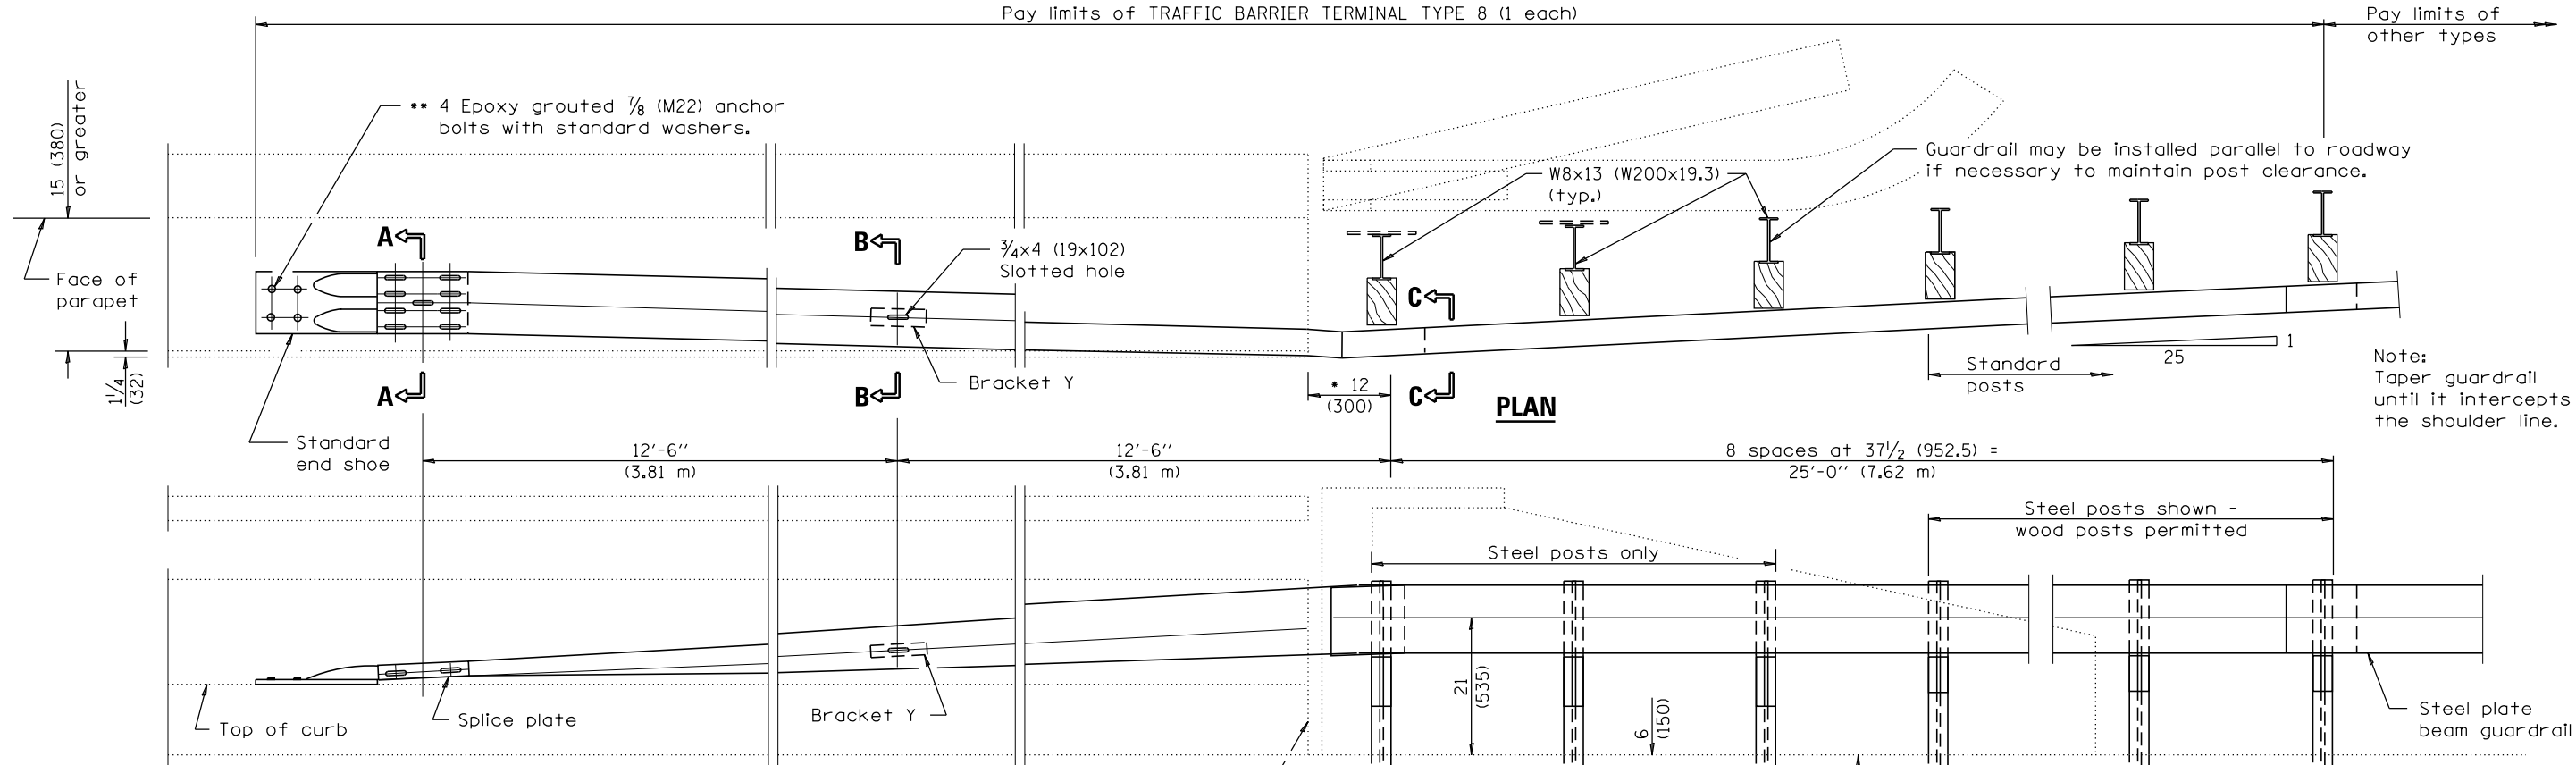 Pay limits of TRAFFIC BARRIER TERMINAL TYPE 8 (1 each)
Pay limits of
other types
15 (380)
or greater
** 4 Epoxy grouted 7/8 (M22) anchor
bolts with standard washers.
Guardrail may be installed parallel to roadway
if necessary to maintain post clearance.
W8x13 (W200x19.3)
(typ.)
A
B
3/4x4 (19x102)
Slotted hole
Face of
parapet
C
1 1/4
(32)
Bracket Y
A
B
* 12
(300)
C
PLAN
Standard
posts
25
1
Note:
Taper guardrail
until it intercepts
the shoulder line.
Standard
end shoe
12'-6''
(3.81 m)
12'-6''
(3.81 m)
8 spaces at 37 1/2 (952.5) =
25'-0'' (7.62 m)
Steel posts shown -
wood posts permitted
Steel posts only
21
(535)
6
(150)
Top of curb
Splice plate
Bracket Y
Steel plate
beam guardrail